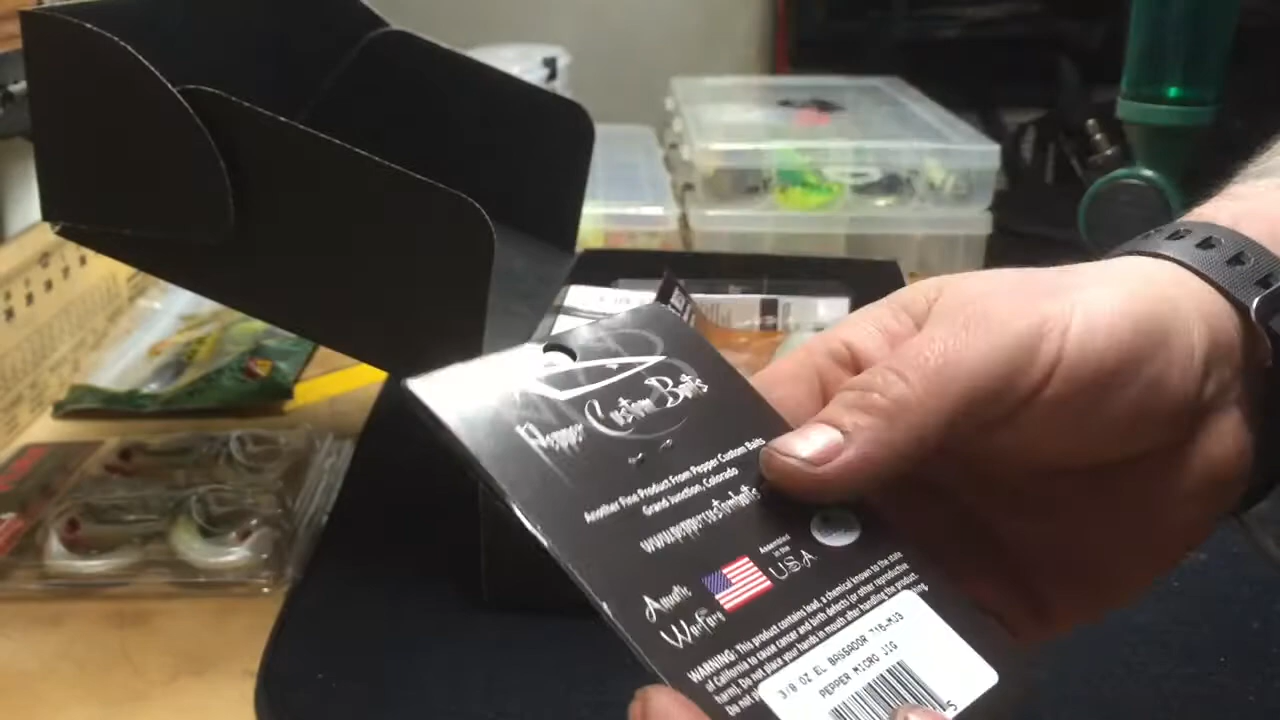 Pepper Custom Baits
Another Fine Product From Pepper Custom Baits
Grand Junction, Colorado
www.peppercustombaits
Aquatic
Warfare
Assembled
in the
USA
WARNING: This product contains lead, a chemical known to the state
of California to cause cancer and birth defects (or other reproductive
harm). Do not place your hands in mouth after handling the product.
Do not
3/8 OZ EL BASSADOR 716-MJ3
PEPPER MICRO JIG
5